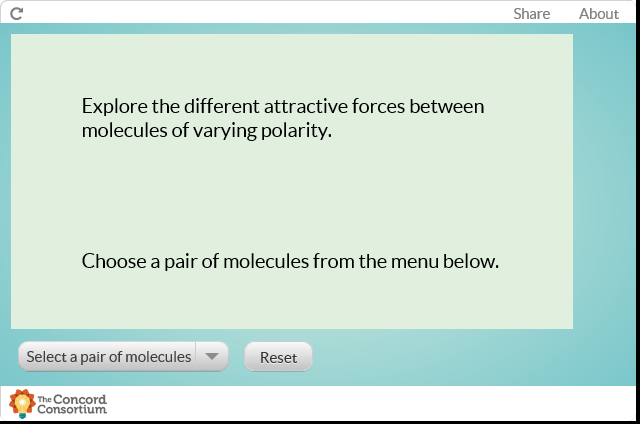 Share About
Explore the different attractive forces between
molecules of varying polarity.
Choose a pair of molecules from the menu below.
Select a pair of molecules Reset
The Concord
Consortium